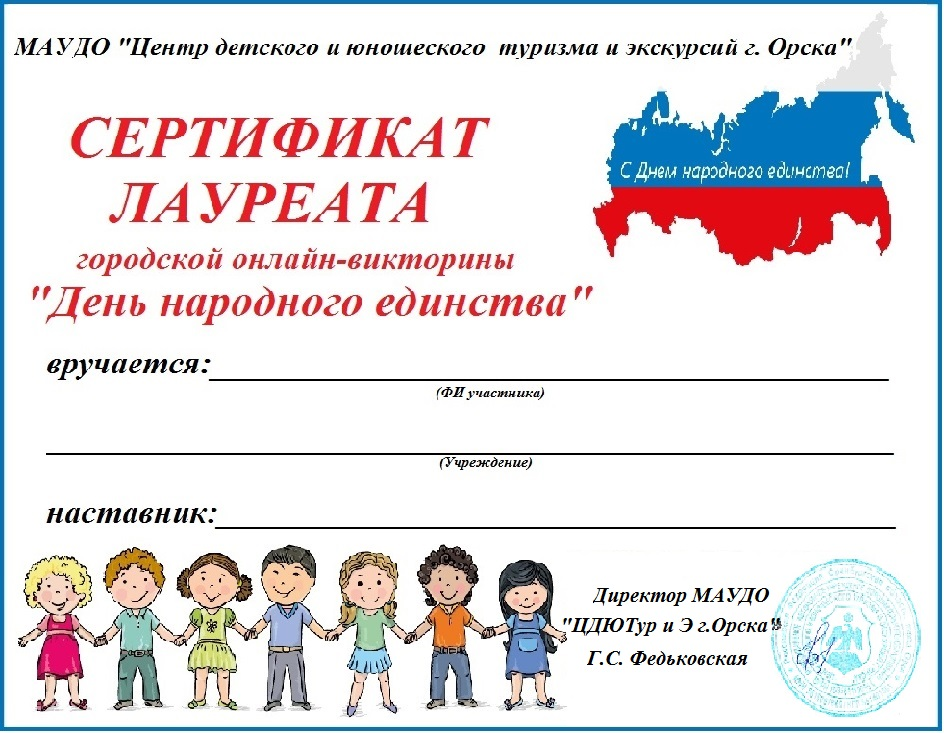 МАУДО "Центр детского и юношеского туризма и экскурсий г. Орска"
СЕРТИФИКАТ
ЛАУРЕАТА
городской онлайн-викторины
"День народного единства"
С Днем народного единства!
вручается:
(ФИ участника)
(Учреждение)
наставник:
Директор МАУДО
"ЦДЮТур и Э г.Орска"
Г.С. Федьковская